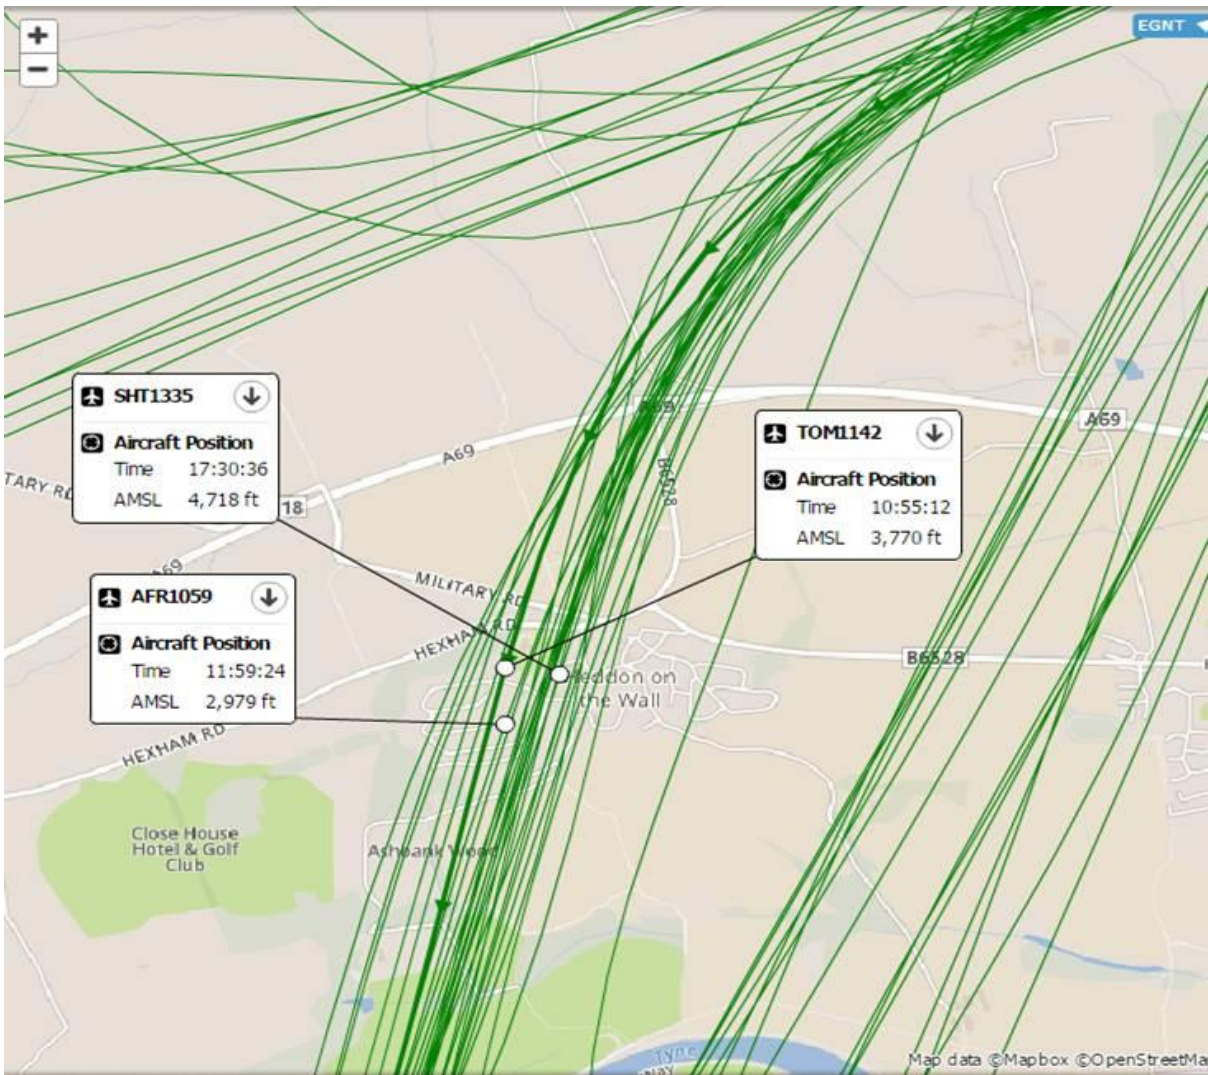 +
−
EGNT
SHT1335
Aircraft Position
Time 17:30:36
AMSL 4,718 ft
A69
A69
A69
TOM1142
Aircraft Position
Time 10:55:12
AMSL 3,770 ft
B6528
TARY RD
18
A69
MILITARY RD
AFR1059
Aircraft Position
Time 11:59:24
AMSL 2,979 ft
HEXHAM RD
B6528
Heddon on
the Wall
HEXHAM RD
Close House
Hotel & Golf
Club
Ashbank Wood
Tyne
Way
Map data ©Mapbox ©OpenStreetMa